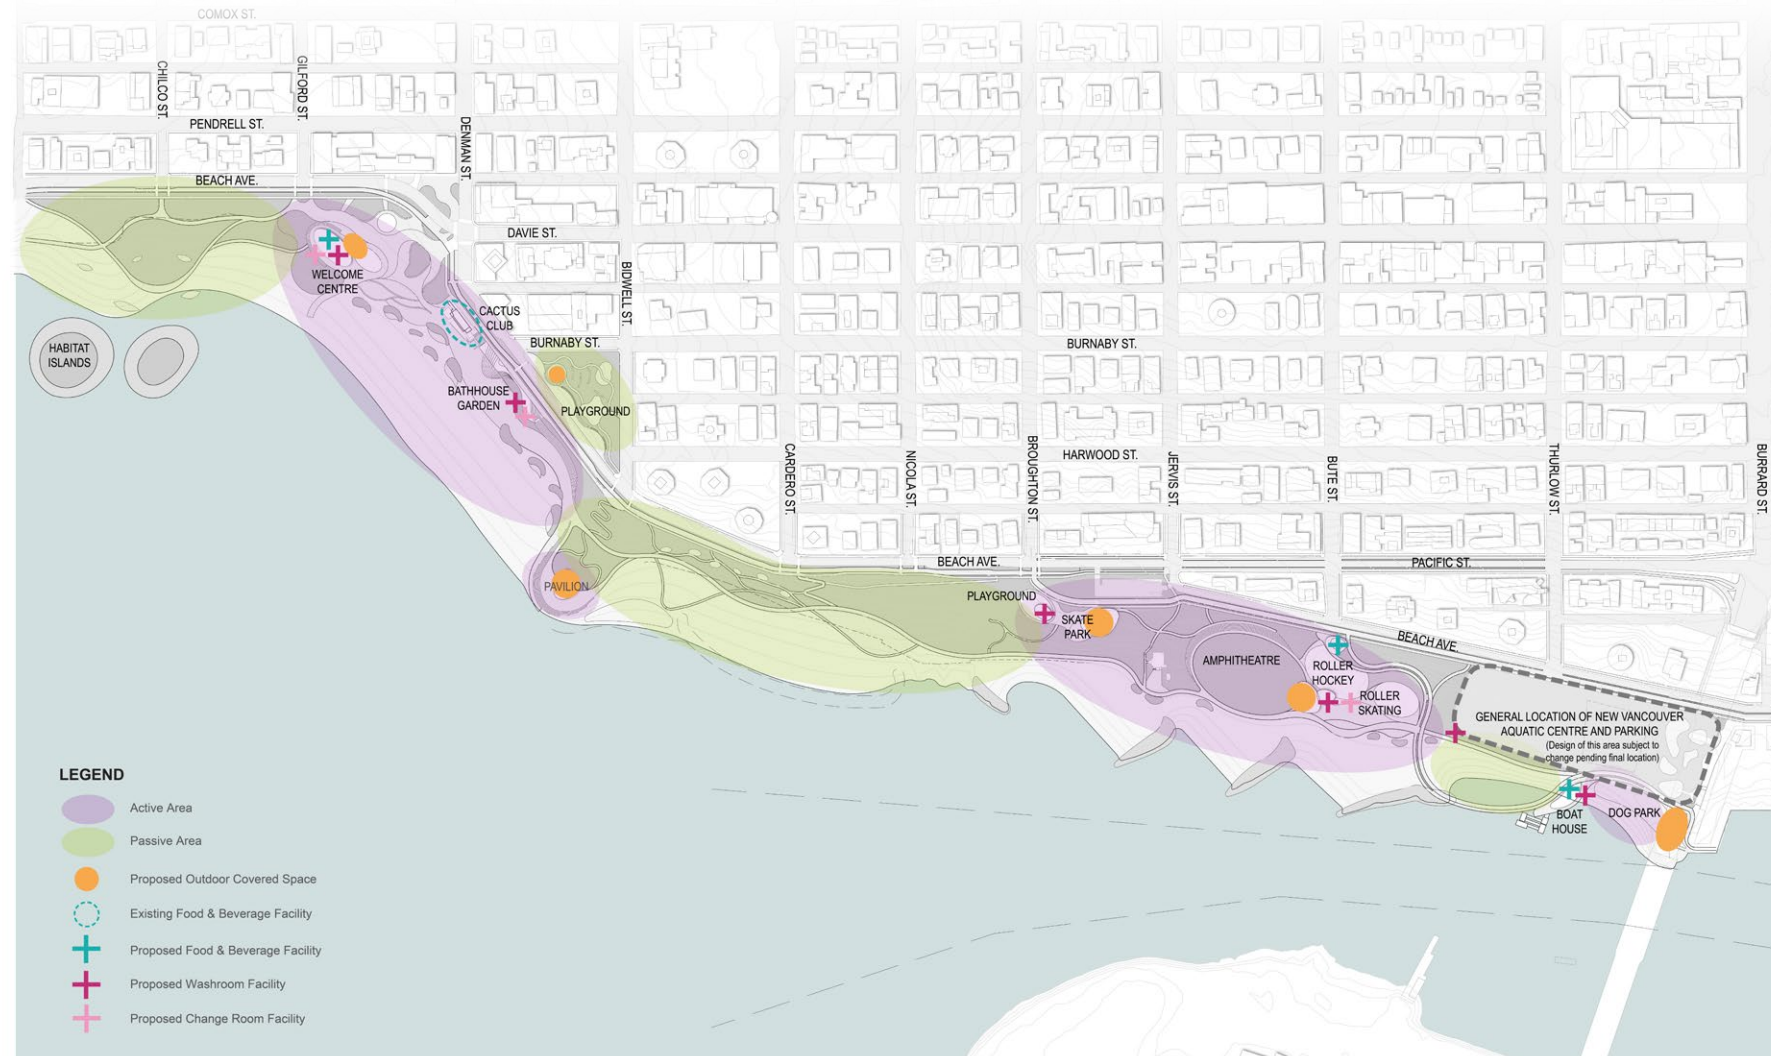 COMOX ST.
CHILCO ST.
GILFORD ST.
PENDRELL ST.
DENMAN ST.
BEACH AVE.
DAVIE ST.
WELCOME
CENTRE
BIDWELL ST.
CACTUS
CLUB
HABITAT
ISLANDS
BURNABY ST.
BURNABY ST.
BATHHOUSE
GARDEN
PLAYGROUND
CARDERO ST.
NICOLA ST.
BROUGHTON ST.
HARWOOD ST.
JERVIS ST.
BUTE ST.
THURLOW ST.
BURRARD ST.
BEACH AVE.
PACIFIC ST.
PAVILION
PLAYGROUND
SKATE
PARK
BEACH AVE.
AMPHITHEATRE
ROLLER
HOCKEY
ROLLER
SKATING
GENERAL LOCATION OF NEW VANCOUVER
AQUATIC CENTRE AND PARKING
(Design of this area subject to
change pending final location)
BOAT
HOUSE
DOG PARK
LEGEND
Active Area
Passive Area
Proposed Outdoor Covered Space
Existing Food & Beverage Facility
Proposed Food & Beverage Facility
Proposed Washroom Facility
Proposed Change Room Facility